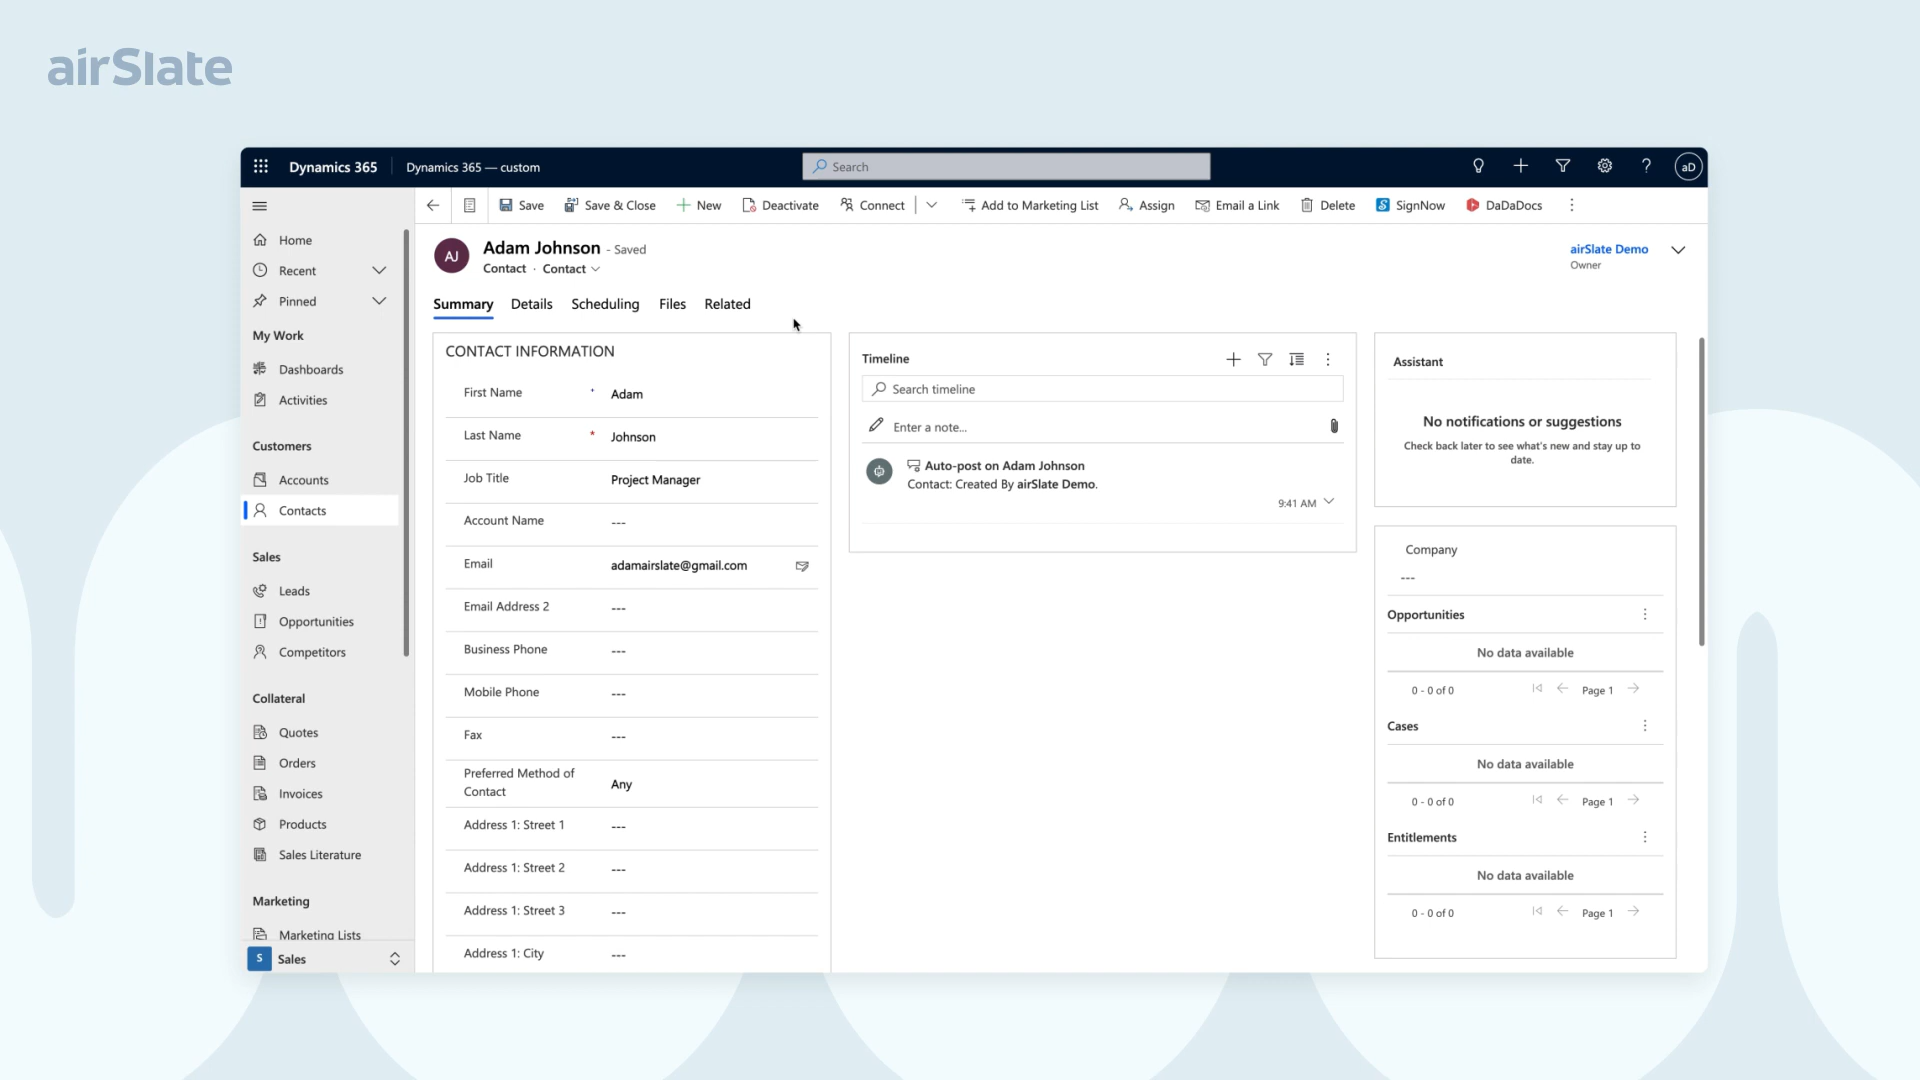 airSlate
Dynamics 365
Dynamics 365 — custom
Search
aD
Save
Save & Close
New
Deactivate
Connect
Add to Marketing List
Assign
Email a Link
Delete
SignNow
DaDaDocs
Home
Recent
Pinned
My Work
Dashboards
Activities
Customers
Accounts
Contacts
Sales
Leads
Opportunities
Competitors
Collateral
Quotes
Orders
Invoices
Products
Sales Literature
Marketing
Marketing Lists
S Sales
AJ
Adam Johnson - Saved
Contact · Contact
airSlate Demo
Owner
Summary Details Scheduling Files Related
CONTACT INFORMATION
First Name Adam
Last Name * Johnson
Job Title Project Manager
Account Name ---
Email adamairslate@gmail.com
Email Address 2 ---
Business Phone ---
Mobile Phone ---
Fax ---
Preferred Method of
Contact
Any
Address 1: Street 1 ---
Address 1: Street 2 ---
Address 1: Street 3 ---
Address 1: City ---
Timeline
Search timeline
Enter a note...
Auto-post on Adam Johnson
Contact: Created By airSlate Demo.
9:41 AM
Assistant
No notifications or suggestions
Check back later to see what's new and stay up to
date.
Company
---
Opportunities
No data available
0 - 0 of 0 Page 1
Cases
No data available
0 - 0 of 0 Page 1
Entitlements
No data available
0 - 0 of 0 Page 1